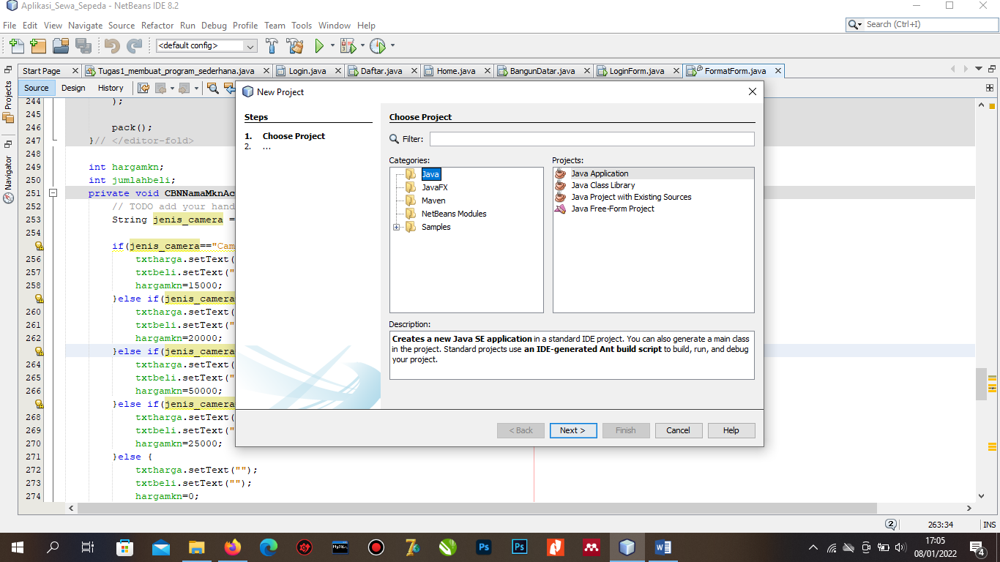 Aplikasi_Sewa_Sepeda - NetBeans IDE 8.2
File Edit View Navigate Source Refactor Run Debug Profile Team Tools Window Help
Search (Ctrl+I)
<default config>
Start Page Tugas1_membuat_program_sederhana.java Login.java Daftar.java Home.java BangunDatar.java LoginForm.java FormatForm.java
Source Design History
Projects
Navigator
244 );
245
246 pack();
247 }// </editor-fold>
248
249 int hargamkn;
250 int jumlahbeli;
251 private void CBNNamaMknAc
252 // TODO add your hand
253 String jenis_camera =
254
if(jenis_camera=="Cam
256 txtharga.setText(
257 txtbeli.setText("
258 hargamkn=15000;
}else if(jenis_camera
260 txtharga.setText(
261 txtbeli.setText("
262 hargamkn=20000;
}else if(jenis_camera
264 txtharga.setText(
265 txtbeli.setText("
266 hargamkn=50000;
}else if(jenis_camera
268 txtharga.setText(
269 txtbeli.setText("
270 hargamkn=25000;
271 }else {
272 txtharga.setText("");
273 txtbeli.setText("");
274 hargamkn=0;
New Project
Steps
1. Choose Project
2. ...
Choose Project
Filter:
Categories:
Java
JavaFX
Maven
NetBeans Modules
Samples
Projects:
Java Application
Java Class Library
Java Project with Existing Sources
Java Free-Form Project
Description:
Creates a new Java SE application in a standard IDE project. You can also generate a main class
in the project. Standard projects use an IDE-generated Ant build script to build, run, and debug
your project.
< Back Next > Finish Cancel Help
2 263:34 INS
MySQL Ps Ps
17:05
08/01/2022
4